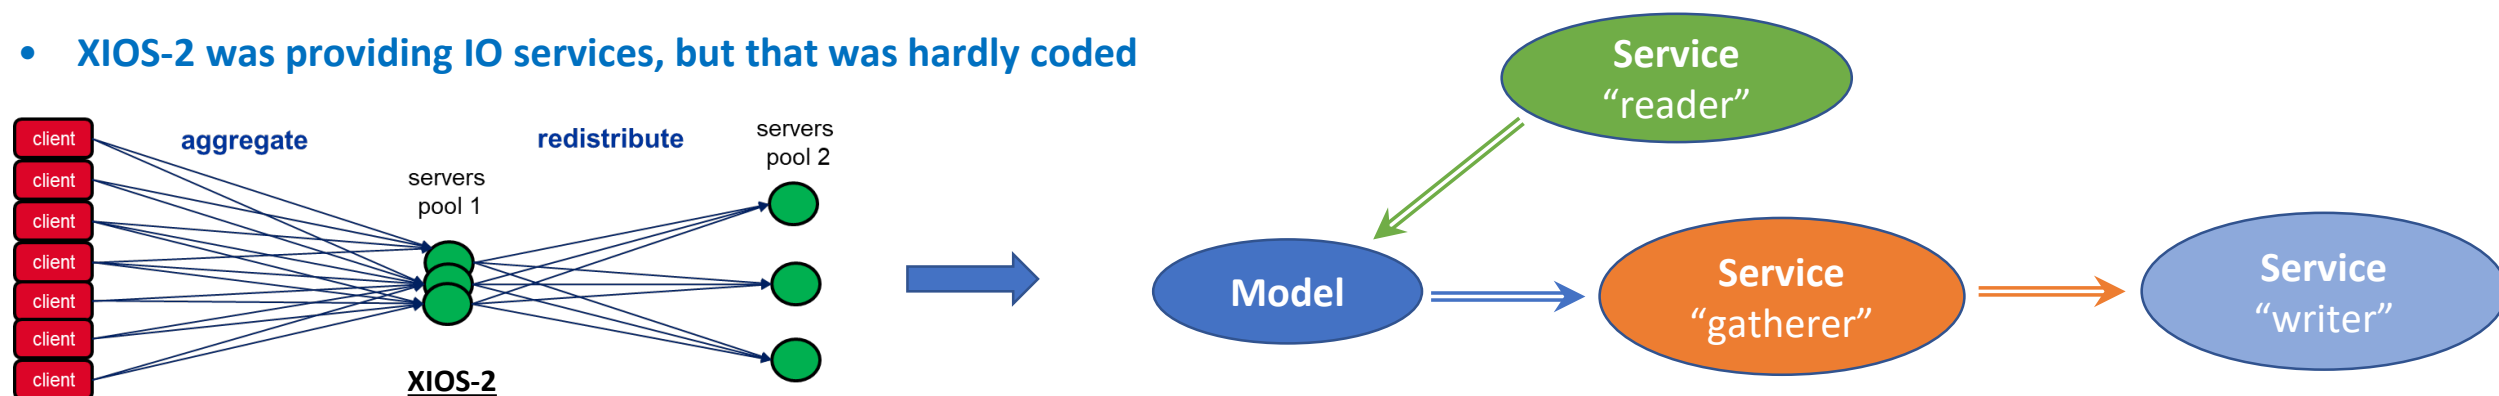 • XIOS-2 was providing IO services, but that was hardly coded
client
client
client
client
client
client
client
aggregate
servers
pool 1
redistribute
servers
pool 2
XIOS-2
Service
“reader”
Model
Service
“gatherer”
Service
“writer”